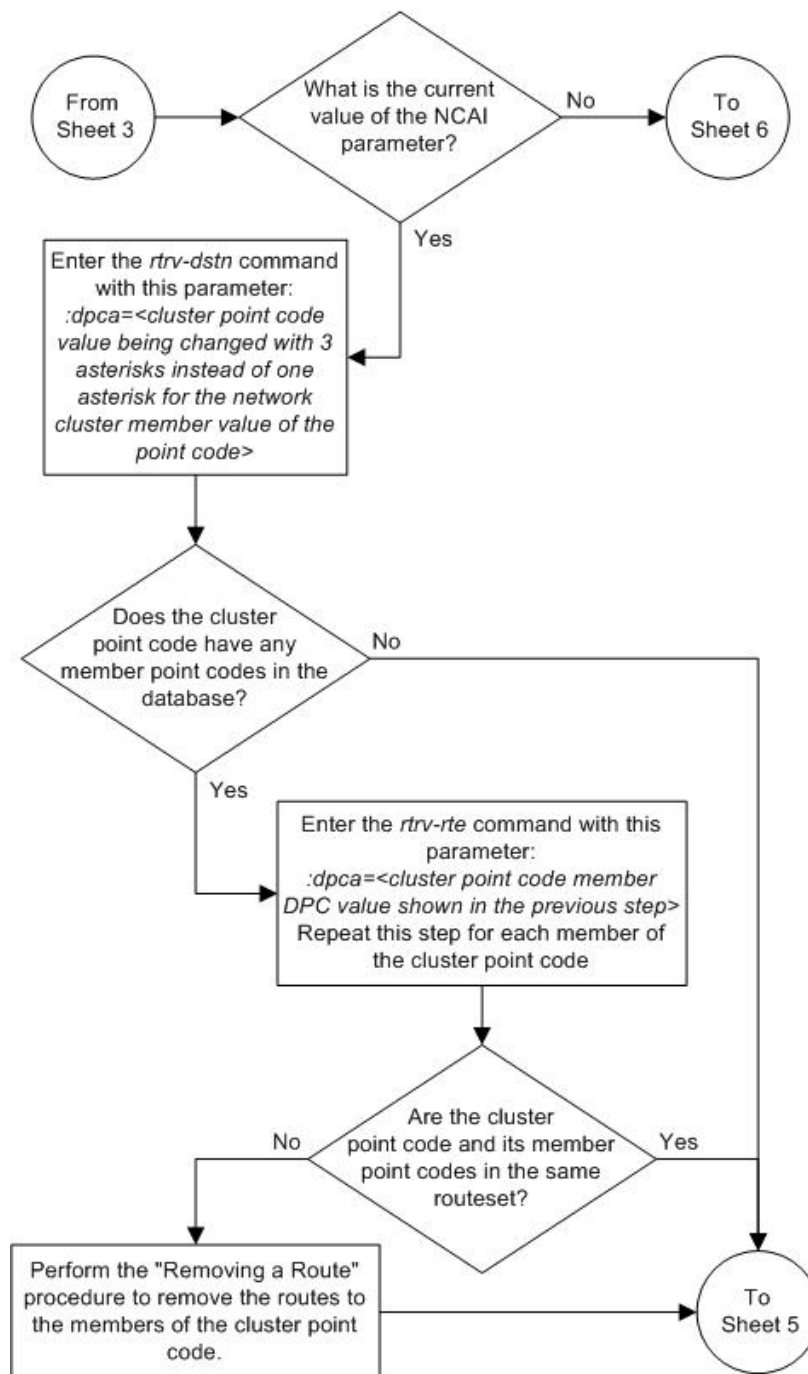 From
Sheet 3
What is the current
value of the NCAI
parameter?
No
To
Sheet 6
Yes
Enter the rtrv-dstn command
with this parameter:
:dpca=<cluster point code
value being changed with 3
asterisks instead of one
asterisk for the network
cluster member value of the
point code>
Does the cluster
point code have any
member point codes in the
database?
No
Yes
Enter the rtrv-rte command with this
parameter:
:dpca=<cluster point code member
DPC value shown in the previous step>
Repeat this step for each member of
the cluster point code
Are the cluster
point code and its member
point codes in the same
routeset?
No
Yes
Perform the "Removing a Route"
procedure to remove the routes to
the members of the cluster point
code.
To
Sheet 5